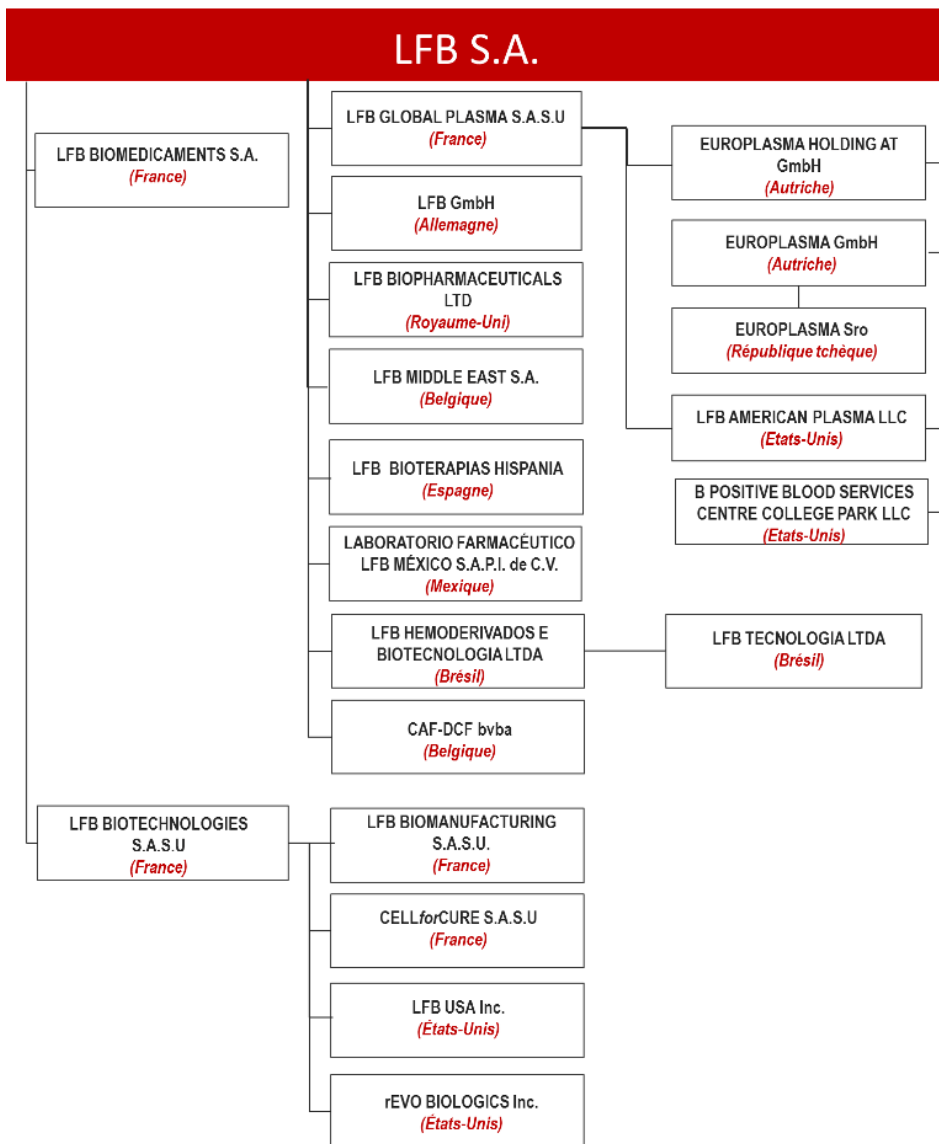 LFB S.A.
LFB BIOMEDICAMENTS S.A.
(France)
LFB GLOBAL PLASMA S.A.S.U
(France)
LFB GmbH
(Allemagne)
LFB BIOPHARMACEUTICALS
LTD
(Royaume-Uni)
LFB MIDDLE EAST S.A.
(Belgique)
LFB BIOTERAPIAS HISPANIA
(Espagne)
LABORATORIO FARMACÉUTICO
LFB MÉXICO S.A.P.I. de C.V.
(Mexique)
LFB HEMODERIVADOS E
BIOTECNOLOGIA LTDA
(Brésil)
CAF-DCF bvba
(Belgique)
EUROPLASMA HOLDING AT
GmbH
(Autriche)
EUROPLASMA GmbH
(Autriche)
EUROPLASMA Sro
(République tchèque)
LFB AMERICAN PLASMA LLC
(Etats-Unis)
B POSITIVE BLOOD SERVICES
CENTRE COLLEGE PARK LLC
(Etats-Unis)
LFB TECNOLOGIA LTDA
(Brésil)
LFB BIOTECHNOLOGIES
S.A.S.U
(France)
LFB BIOMANUFACTURING
S.A.S.U.
(France)
CELLforCURE S.A.S.U
(France)
LFB USA Inc.
(États-Unis)
rEVO BIOLOGICS Inc.
(États-Unis)